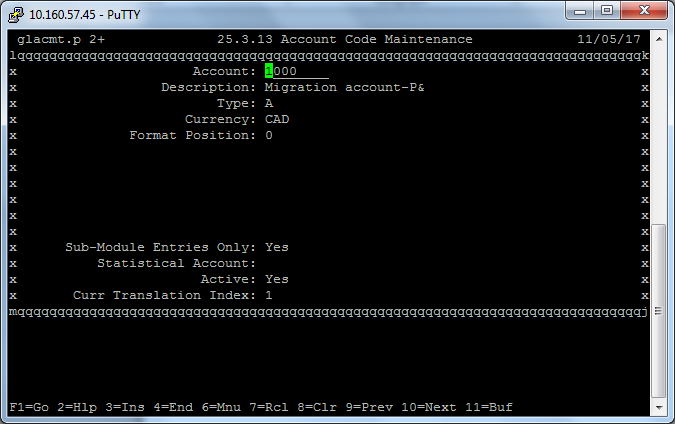 10.160.57.45 - PuTTY
glacmt.p 2+ 25.3.13 Account Code Maintenance 11/05/17
lqqqqqqqqqqqqqqqqqqqqqqqqqqqqqqqqqqqqqqqqqqqqqqqqqqqqqqqqqqqqqqqqqqqqqqqqqqqqqqk
x Account: 1000 x
x Description: Migration account-P& x
x Type: A x
x Currency: CAD x
x Format Position: 0 x
x x
x x
x x
x x
x x
x x
x Sub-Module Entries Only: Yes x
x Statistical Account: x
x Active: Yes x
x Curr Translation Index: 1 x
mqqqqqqqqqqqqqqqqqqqqqqqqqqqqqqqqqqqqqqqqqqqqqqqqqqqqqqqqqqqqqqqqqqqqqqqqqqqqqqj
F1=Go 2=Hlp 3=Ins 4=End 6=Mnu 7=Rcl 8=Clr 9=Prev 10=Next 11=Buf